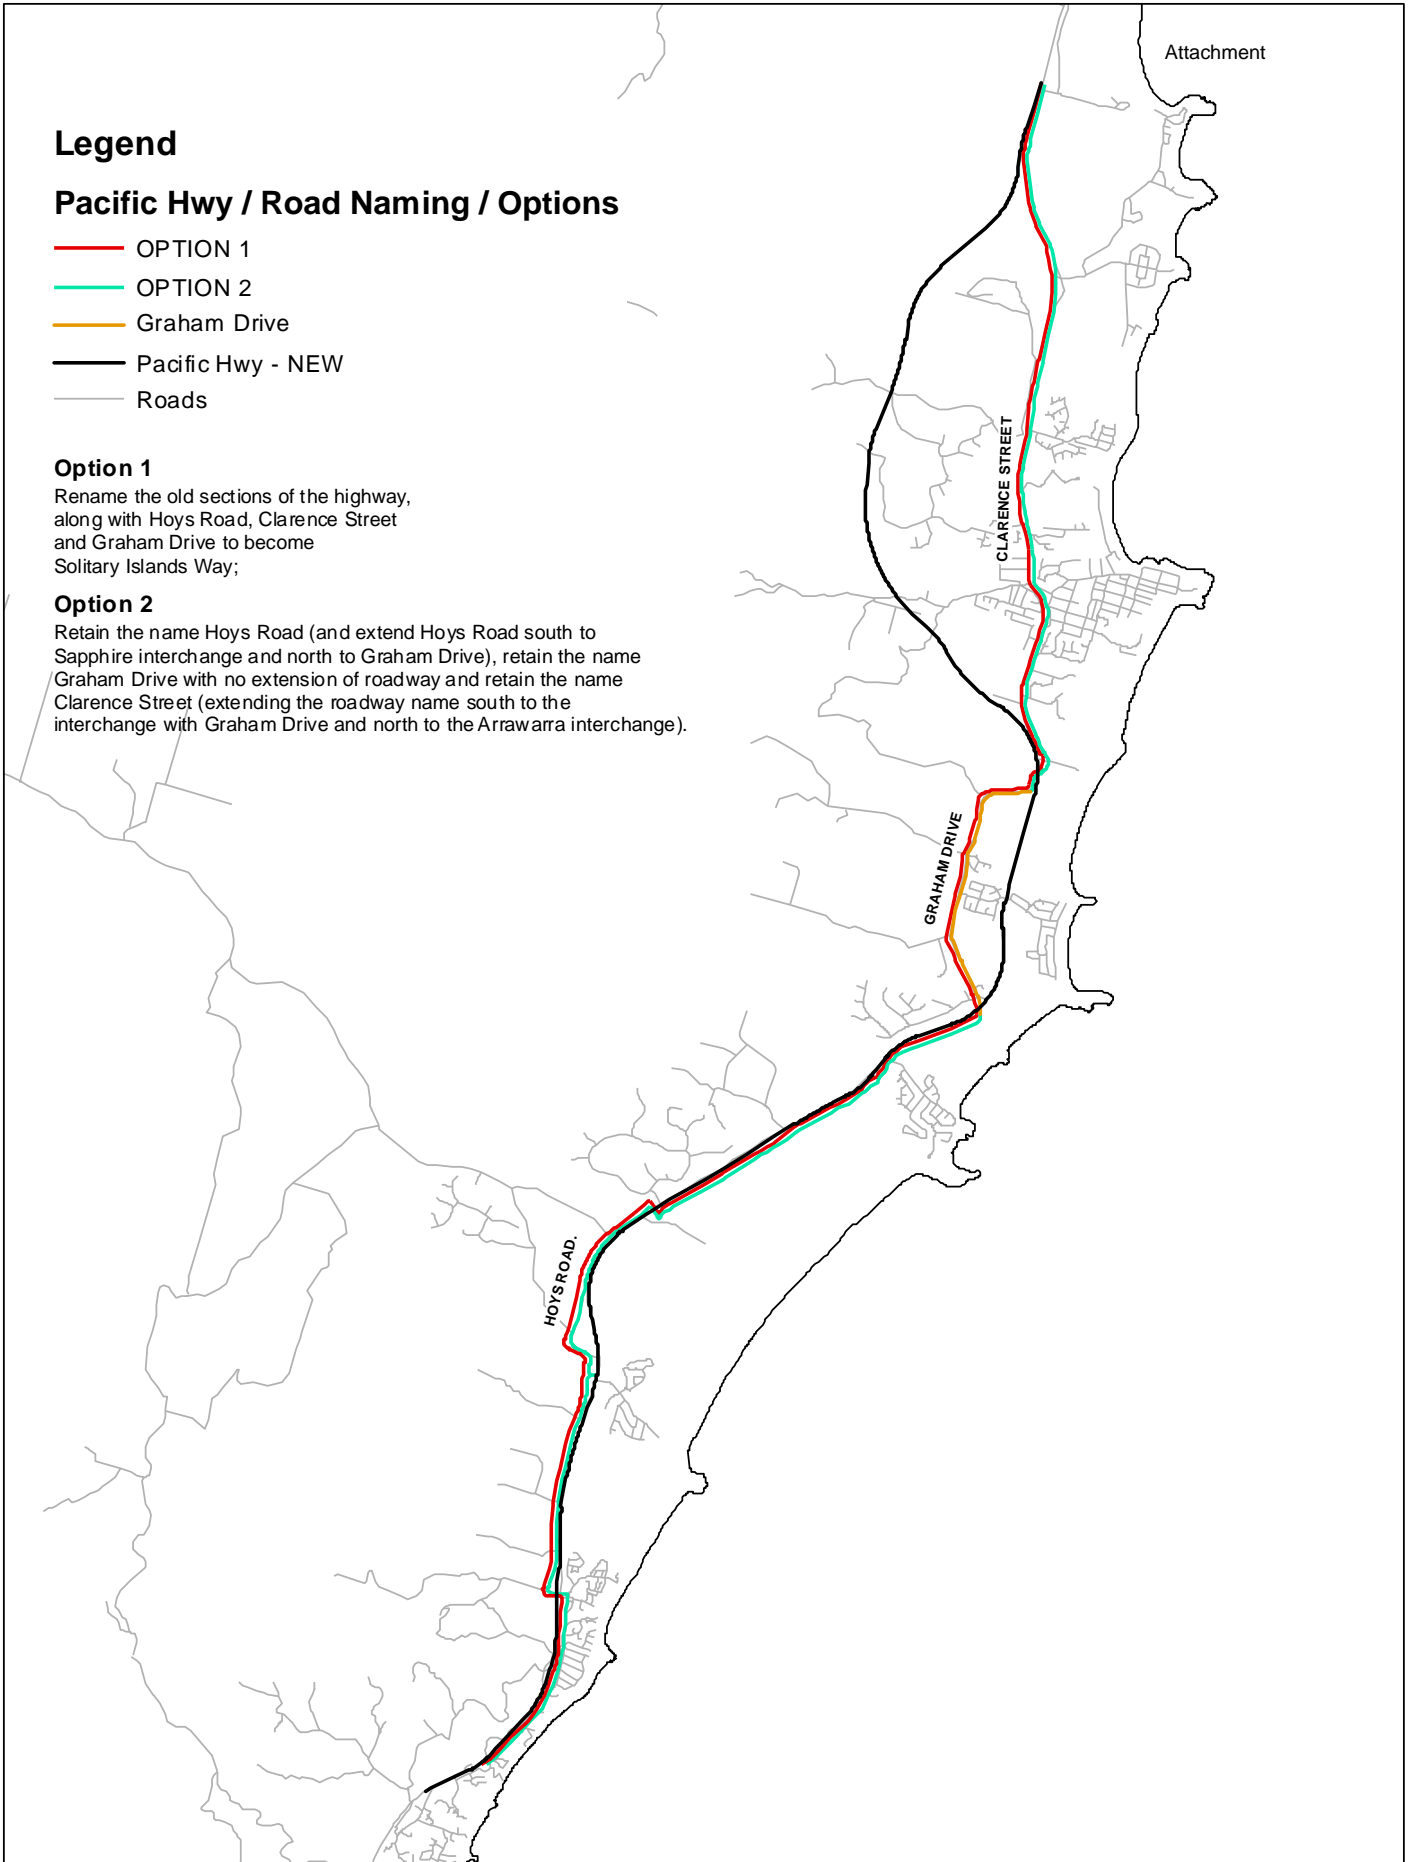 Attachment
Legend
Pacific Hwy / Road Naming / Options
OPTION 1
OPTION 2
Graham Drive
Pacific Hwy - NEW
Roads
Option 1
Rename the old sections of the highway,
along with Hoys Road, Clarence Street
and Graham Drive to become
Solitary Islands Way;
Option 2
Retain the name Hoys Road (and extend Hoys Road south to
Sapphire interchange and north to Graham Drive), retain the name
Graham Drive with no extension of roadway and retain the name
Clarence Street (extending the roadway name south to the
interchange with Graham Drive and north to the Arrawarra interchange).
CLARENCE STREET
GRAHAM DRIVE
HOYS ROAD.